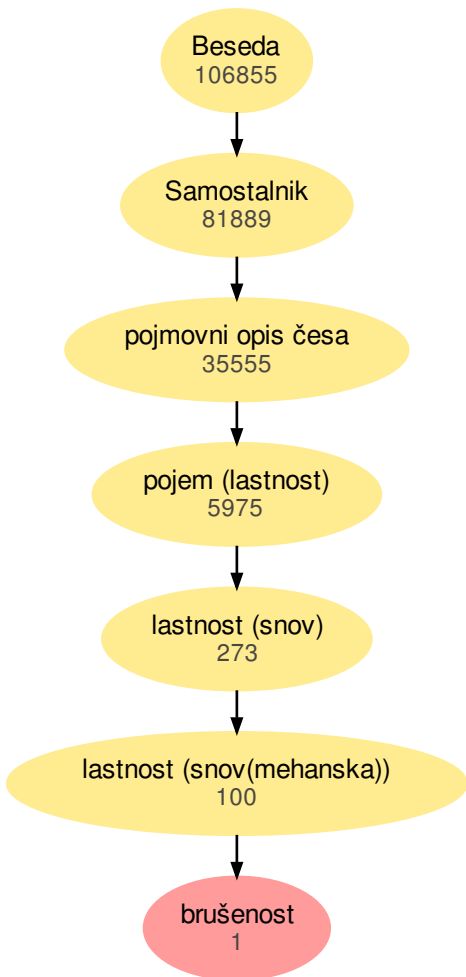 Beseda
106855
Samostalnik
81889
pojmovni opis česa
35555
pojem (lastnost)
5975
lastnost (snov)
273
lastnost (snov(mehanska))
100
brušenost
1